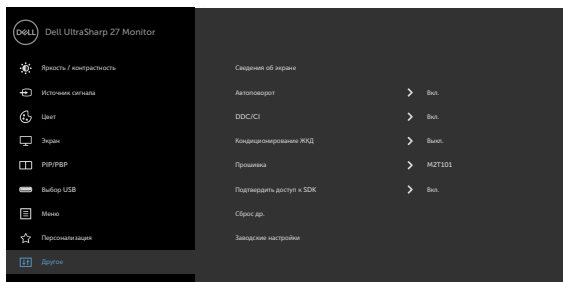 DELL Dell UltraSharp 27 Monitor
Яркость / контрастность Сведения об экране
Источник сигнала Автоповорот Вкл.
Цвет DDC/CI Вкл.
Экран Кондиционирование ЖКД Выкл.
PIP/PBP Прошивка M2T101
Выбор USB Подтвердить доступ к SDK Вкл.
Меню Сброс др.
Персонализация Заводские настройки
Другое